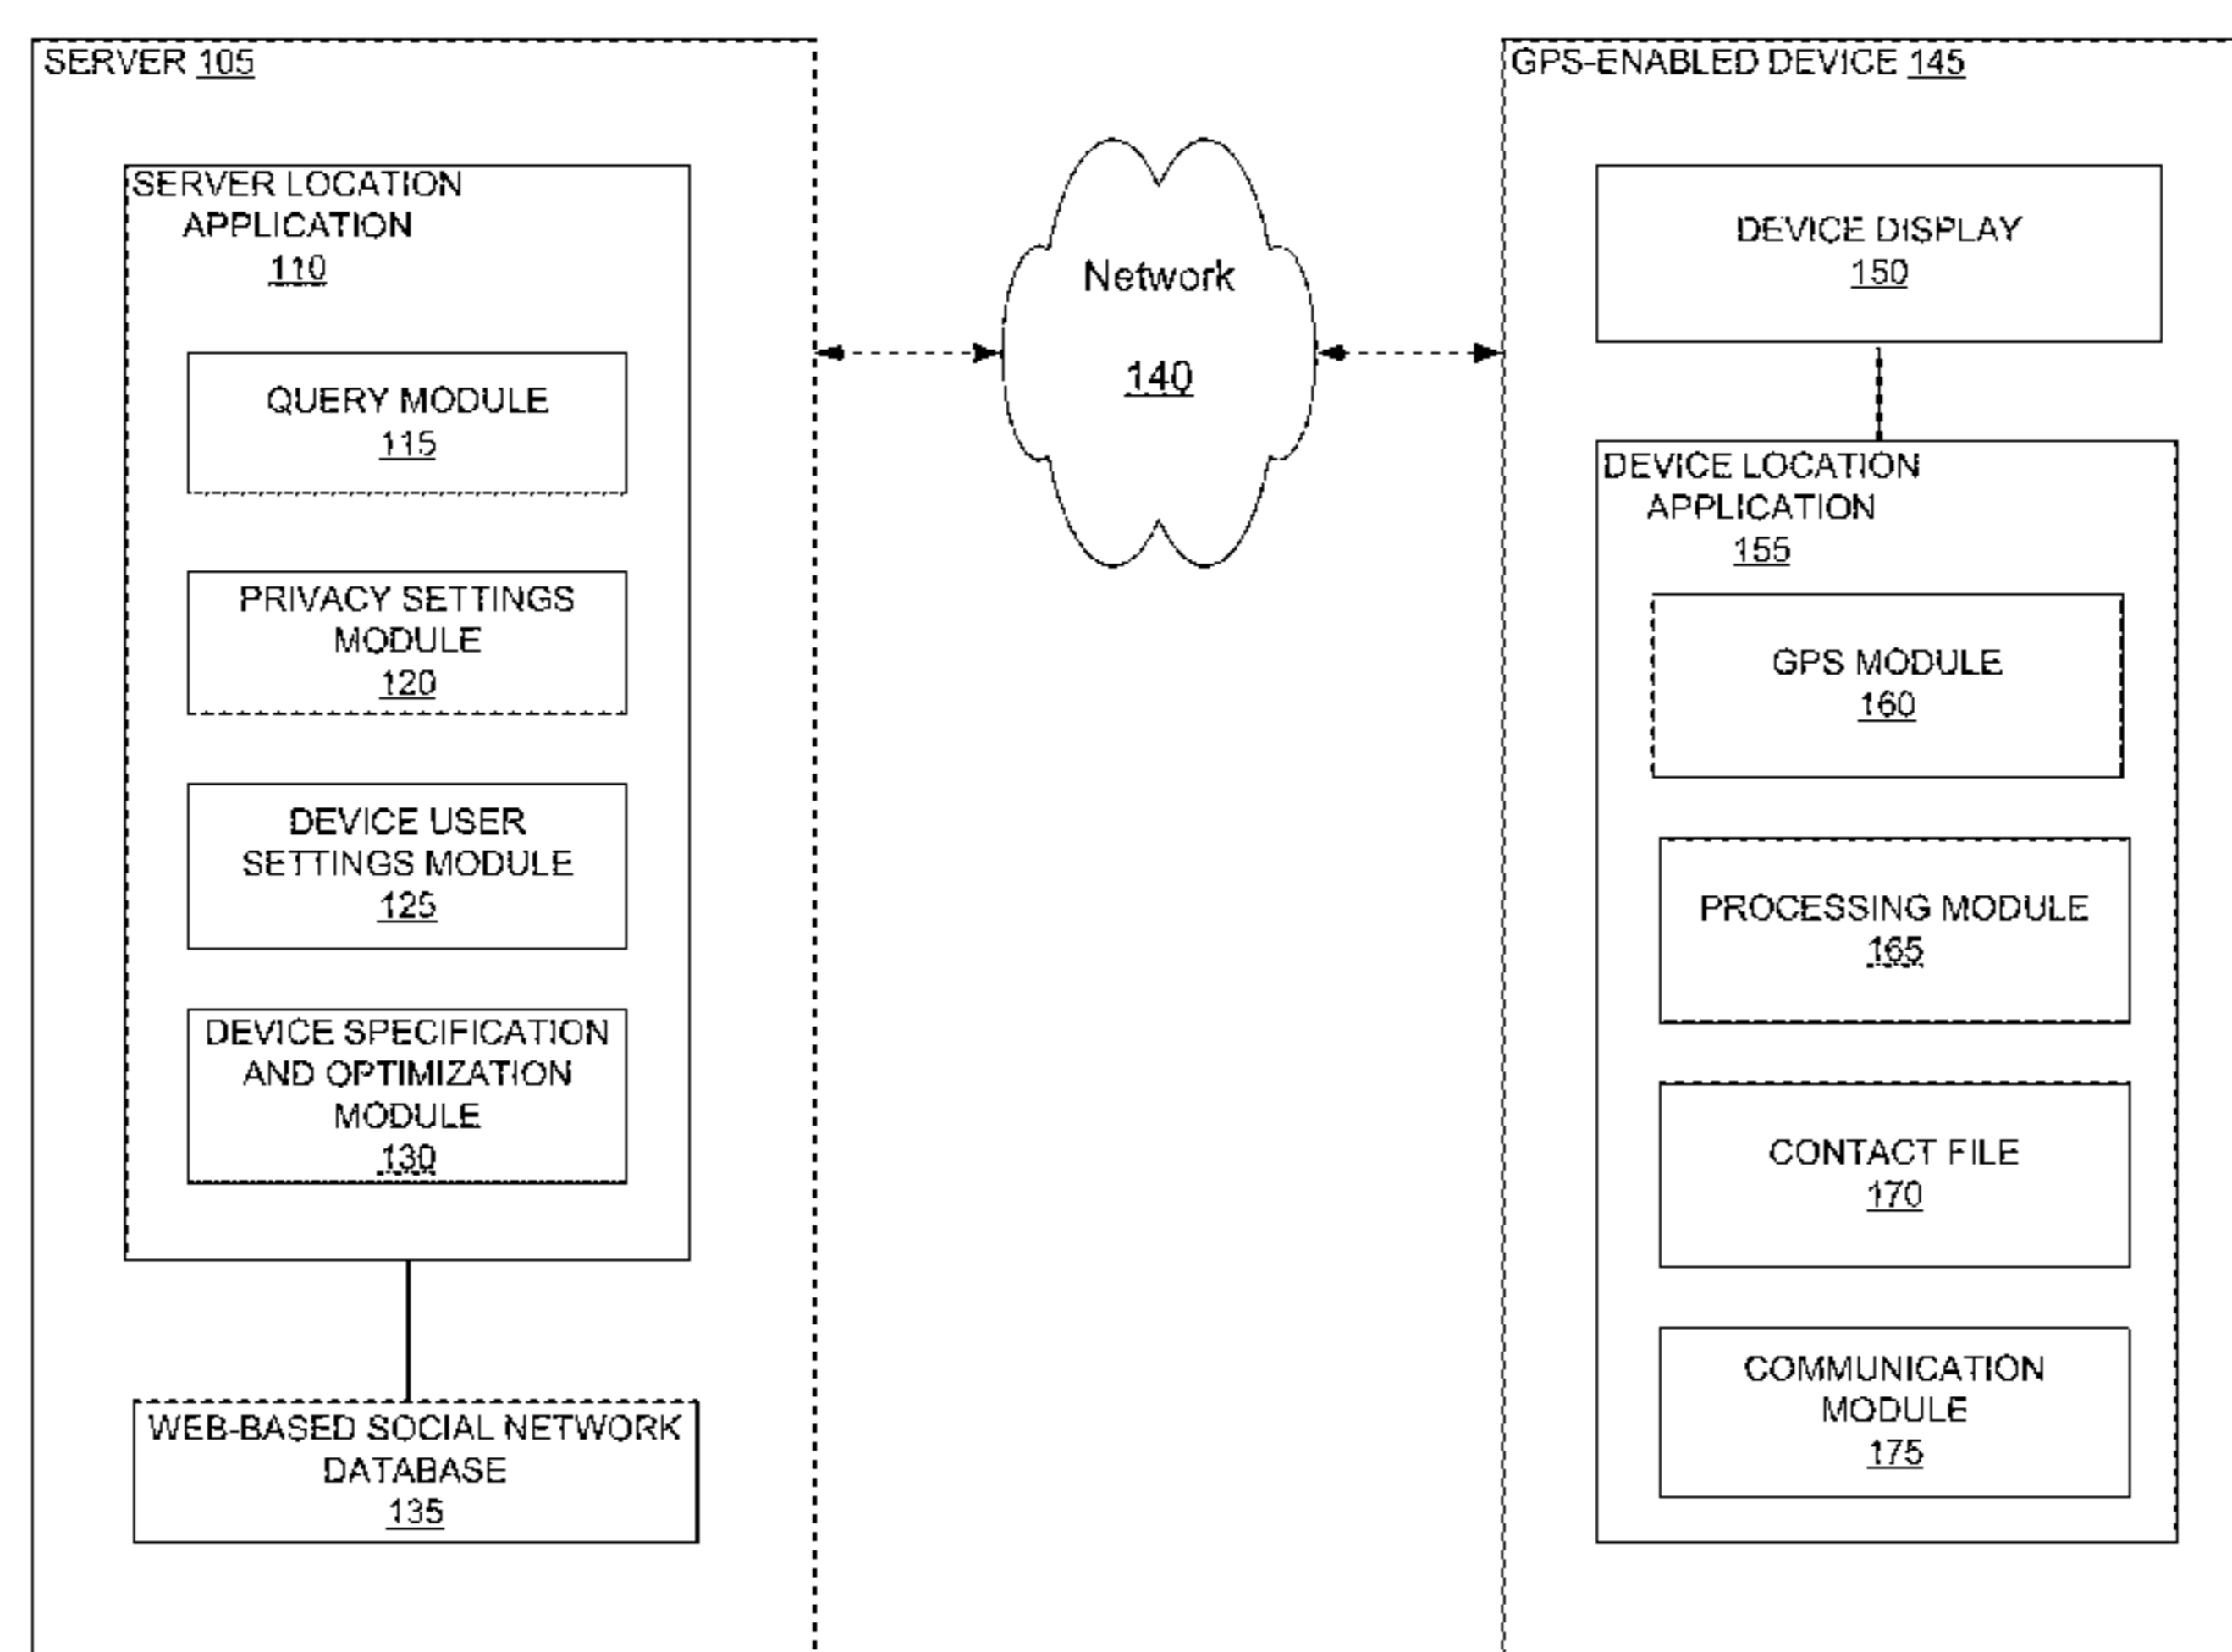 SERVER 105
SERVER LOCATION
APPLICATION
110
QUERY MODULE
115
PRIVACY SETTINGS
MODULE
120
DEVICE USER
SETTINGS MODULE
125
DEVICE SPECIFICATION
AND OPTIMIZATION
MODULE
130
WEB-BASED SOCIAL NETWORK
DATABASE
135
Network
140
GPS-ENABLED DEVICE 145
DEVICE DISPLAY
150
DEVICE LOCATION
APPLICATION
155
GPS MODULE
160
PROCESSING MODULE
165
CONTACT FILE
170
COMMUNICATION
MODULE
175